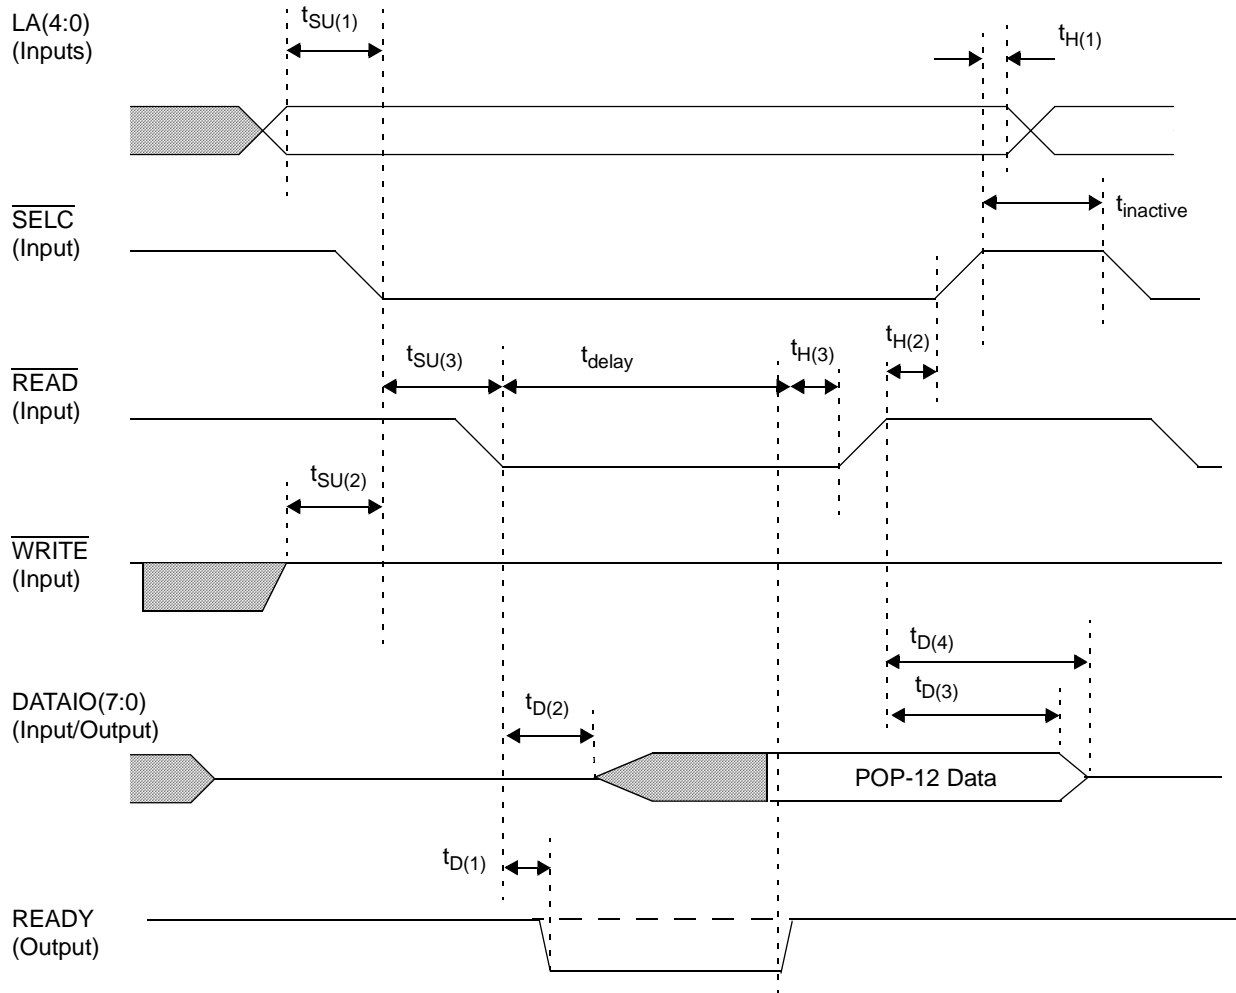 LA(4:0)
(Inputs)
tSU(1)
tH(1)
SELC
(Input)
tinactive
READ
(Input)
tSU(3)
tdelay
tH(3)
tH(2)
tSU(2)
WRITE
(Input)
tD(4)
tD(3)
DATAIO(7:0)
(Input/Output)
tD(2)
POP-12 Data
tD(1)
READY
(Output)